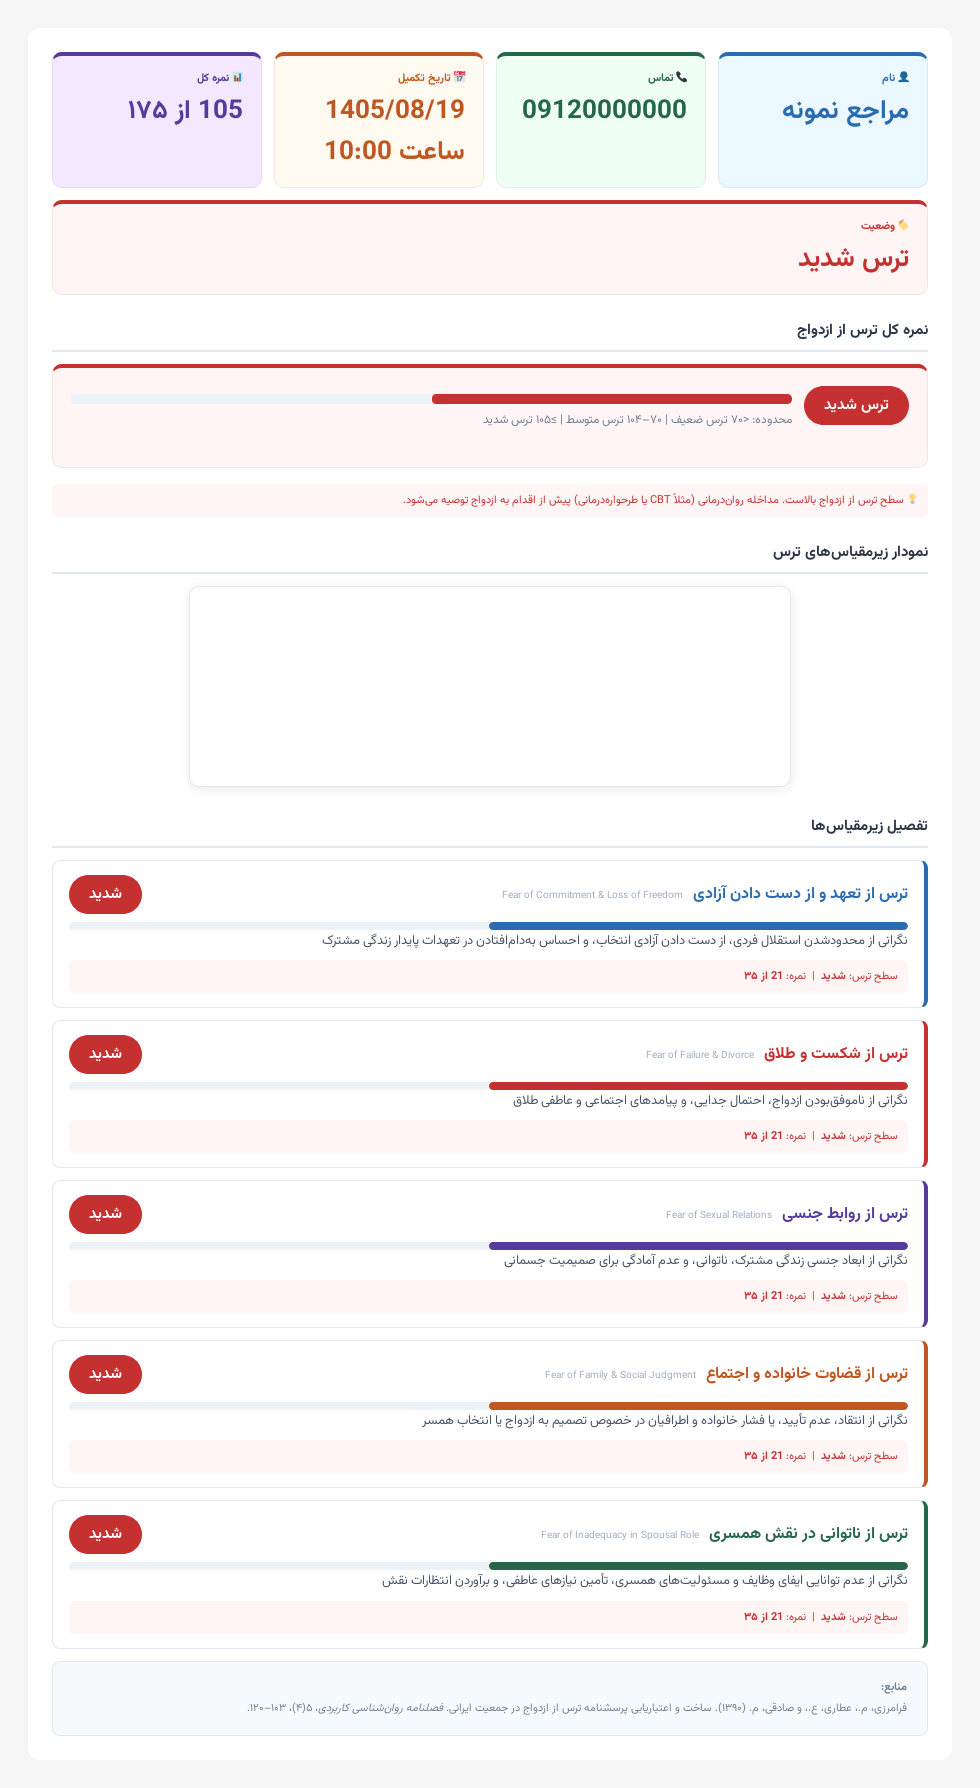 👤 نام
مراجع نمونه
📞 تماس
09120000000
📅 تاریخ تکمیل
1405/08/19
ساعت 10:00
📊 نمره کل
105 از ۱۷۵
🏷️ وضعیت
ترس شدید
نمره کل ترس از ازدواج
ترس شدید
محدوده: <۷۰ ترس ضعیف | ۷۰–۱۰۴ ترس متوسط | ≥۱۰۵ ترس شدید
💡 سطح ترس از ازدواج بالاست. مداخله روان‌درمانی (مثلاً CBT یا طرحواره‌درمانی) پیش از اقدام به ازدواج توصیه می‌شود.
نمودار زیرمقیاس‌های ترس
تفصیل زیرمقیاس‌ها
ترس از تعهد و از دست دادن آزادی Fear of Commitment & Loss of Freedom
شدید
نگرانی از محدودشدن استقلال فردی، از دست دادن آزادی انتخاب، و احساس به‌دام‌افتادن در تعهدات پایدار زندگی مشترک
سطح ترس: شدید | نمره: 21 از ۳۵
ترس از شکست و طلاق Fear of Failure & Divorce
شدید
نگرانی از ناموفق‌بودن ازدواج، احتمال جدایی، و پیامدهای اجتماعی و عاطفی طلاق
سطح ترس: شدید | نمره: 21 از ۳۵
ترس از روابط جنسی Fear of Sexual Relations
شدید
نگرانی از ابعاد جنسی زندگی مشترک، ناتوانی، و عدم آمادگی برای صمیمیت جسمانی
سطح ترس: شدید | نمره: 21 از ۳۵
ترس از قضاوت خانواده و اجتماع Fear of Family & Social Judgment
شدید
نگرانی از انتقاد، عدم تأیید، یا فشار خانواده و اطرافیان در خصوص تصمیم به ازدواج یا انتخاب همسر
سطح ترس: شدید | نمره: 21 از ۳۵
ترس از ناتوانی در نقش همسری Fear of Inadequacy in Spousal Role
شدید
نگرانی از عدم توانایی ایفای وظایف و مسئولیت‌های همسری، تأمین نیازهای عاطفی، و برآوردن انتظارات نقش
سطح ترس: شدید | نمره: 21 از ۳۵
منابع:
فرامرزی، م.، عطاری، ع.، و صادقی، م. (۱۳۹۰). ساخت و اعتباریابی پرسشنامه ترس از ازدواج در جمعیت ایرانی. فصلنامه روان‌شناسی کاربردی، ۵(۴)، ۱۰۳–۱۲۰.